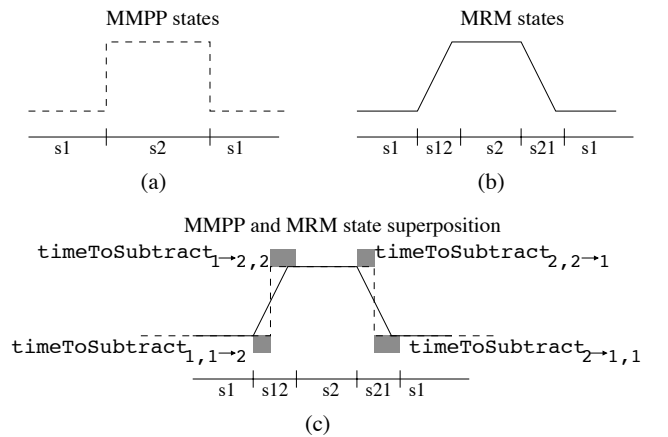 MMPP states
MRM states
s1 s2 s1
s1 s12 s2 s21 s1
(a)
(b)
MMPP and MRM state superposition
timeToSubtract1→2,2
timeToSubtract2,2→1
timeToSubtract1,1→2
timeToSubtract2→1,1
s1 s12 s2 s21 s1
(c)